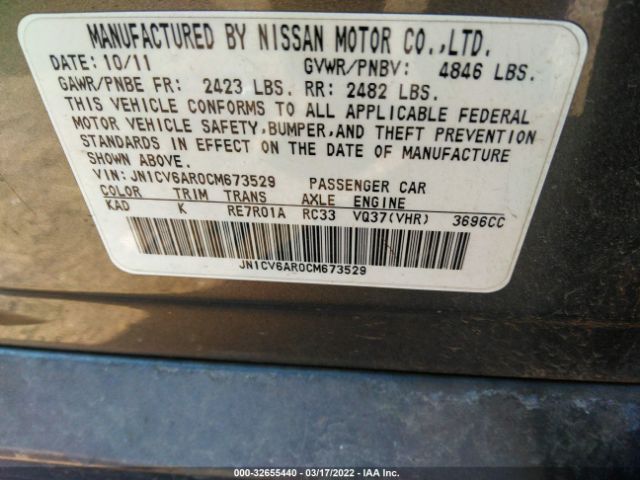 MANUFACTURED BY NISSAN MOTOR CO.,LTD.
DATE: 10/11 GVWR/PNBV: 4846 LBS.
GAWR/PNBE FR: 2423 LBS. RR: 2482 LBS.
THIS VEHICLE CONFORMS TO ALL APPLICABLE FEDERAL
MOTOR VEHICLE SAFETY,BUMPER,AND THEFT PREVENTION
STANDARDS IN EFFECT ON THE DATE OF MANUFACTURE
SHOWN ABOVE.
VIN: JN1CV6AR0CM673529 PASSENGER CAR
COLOR TRIM TRANS AXLE ENGINE
KAD K RE7R01A RC33 VQ37(VHR) 3696CC
JN1CV6AR0CM673529
000-32655440 - 03/17/2022 - IAA Inc.